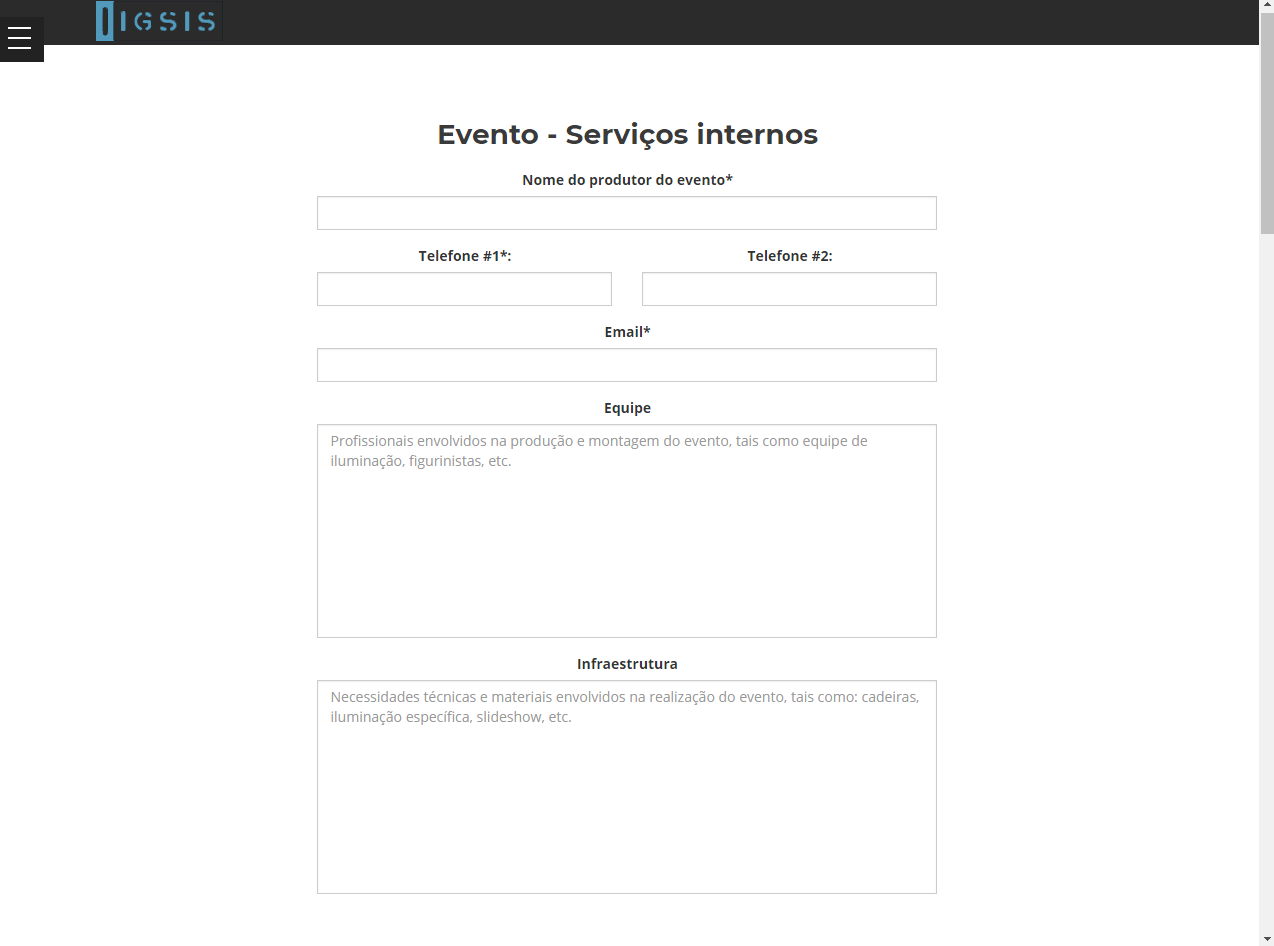 IGSIS
Evento - Serviços internos
Nome do produtor do evento*
Telefone #1*:
Telefone #2:
Email*
Equipe
Profissionais envolvidos na produção e montagem do evento, tais como equipe de
iluminação, figurinistas, etc.
Infraestrutura
Necessidades técnicas e materiais envolvidos na realização do evento, tais como: cadeiras,
iluminação específica, slideshow, etc.